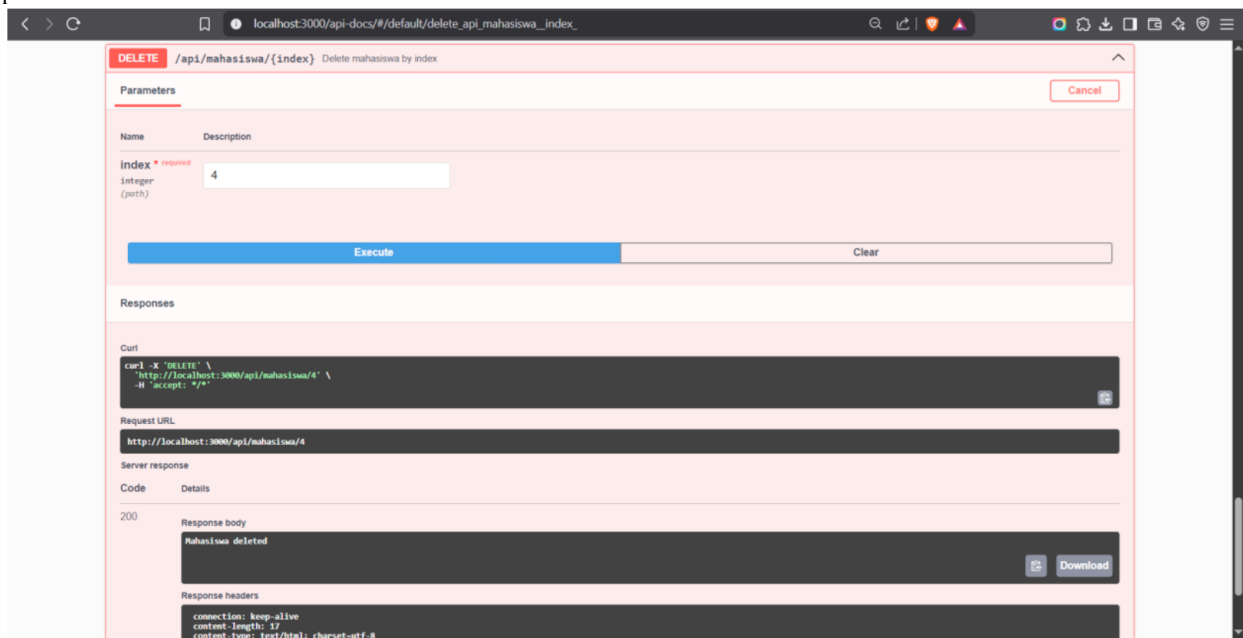 localhost:3000/api-docs/#/default/delete_api_mahasiswa__index_
DELETE /api/mahasiswa/{index} Delete mahasiswa by index
Parameters Cancel
Name Description
index * required
integer
(path)
4
Execute Clear
Responses
Curl
curl -X 'DELETE' \
'http://localhost:3000/api/mahasiswa/4' \
-H 'accept: */*'
Request URL
http://localhost:3000/api/mahasiswa/4
Server response
Code Details
200
Response body
Mahasiswa deleted
Download
Response headers
connection: keep-alive
content-length: 17
content-type: text/html; charset=utf-8